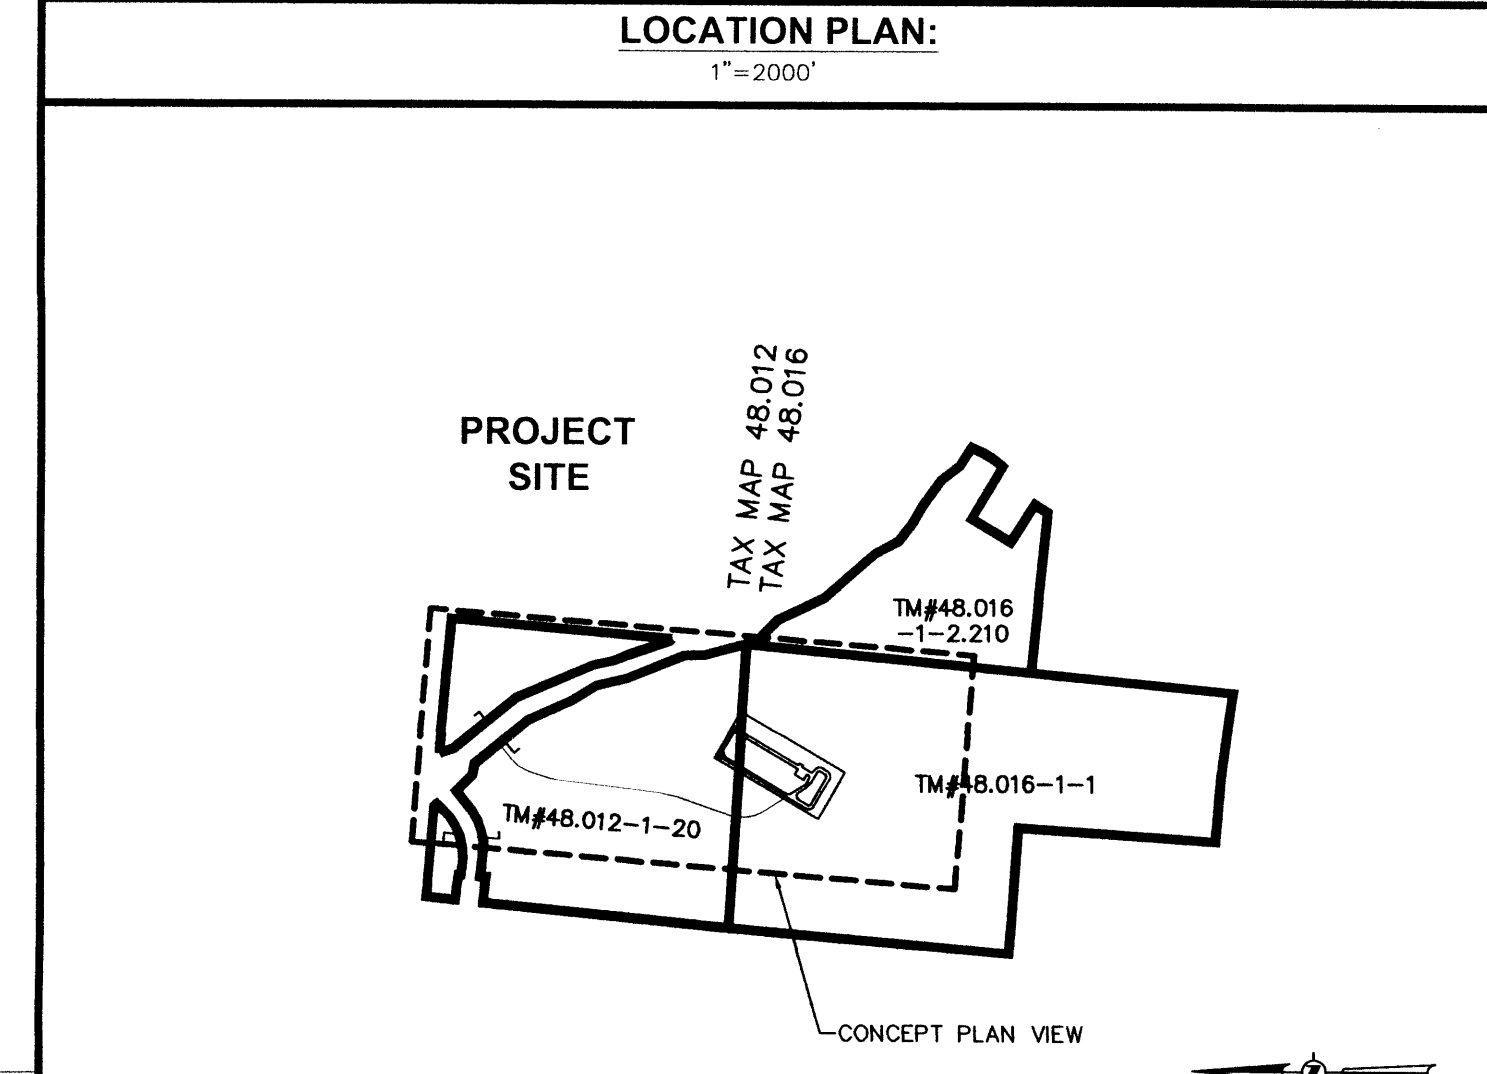 LOCATION PLAN:
1"=2000'
TAX MAP 48.012
TAX MAP 48.016
PROJECT
SITE
TM#48.016
-1-2.210
TM#48.016-1-1
TM#48.012-1-20
CONCEPT PLAN VIEW